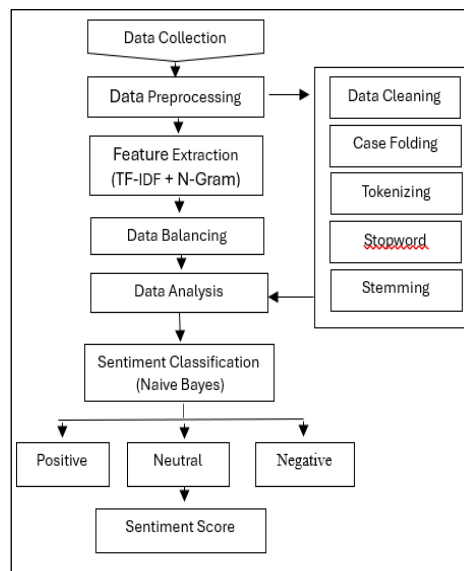 Data Collection
Data Preprocessing
Data Cleaning
Case Folding
Tokenizing
Stopword
Stemming
Feature Extraction
(TF-IDF + N-Gram)
Data Balancing
Data Analysis
Sentiment Classification
(Naive Bayes)
Positive
Neutral
Negative
Sentiment Score